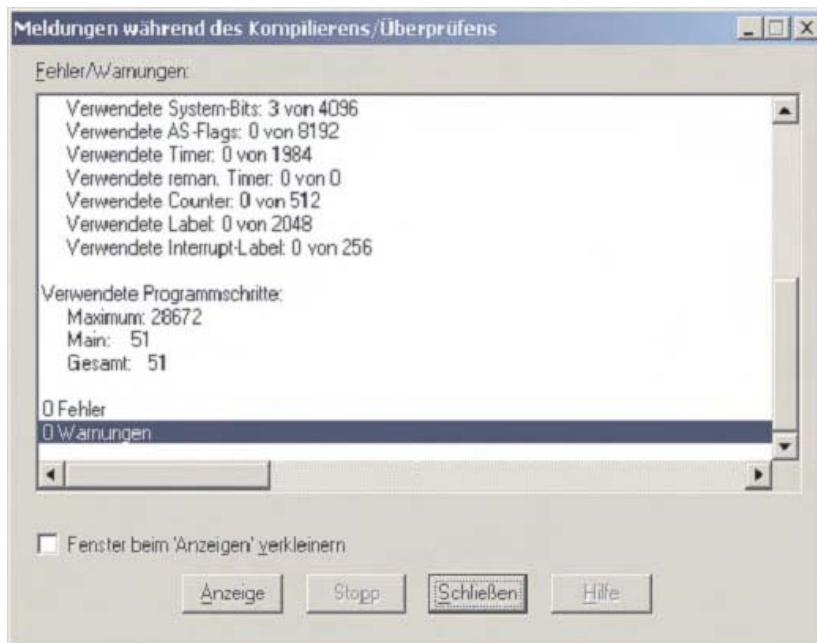 Meldungen während des Kompilierens/Überprüfens
Fehler/Warnungen:
Verwendete System-Bits: 3 von 4096
Verwendete AS-Flags: 0 von 8192
Verwendete Timer: 0 von 1984
Verwendete reman. Timer: 0 von 0
Verwendete Counter: 0 von 512
Verwendete Label: 0 von 2048
Verwendete Interrupt-Label: 0 von 256
Verwendete Programmschritte:
Maximum: 28672
Main: 51
Gesamt: 51
0 Fehler
0 Warnungen
Fenster beim 'Anzeigen' verkleinern
Anzeige Stopp Schließen Hilfe